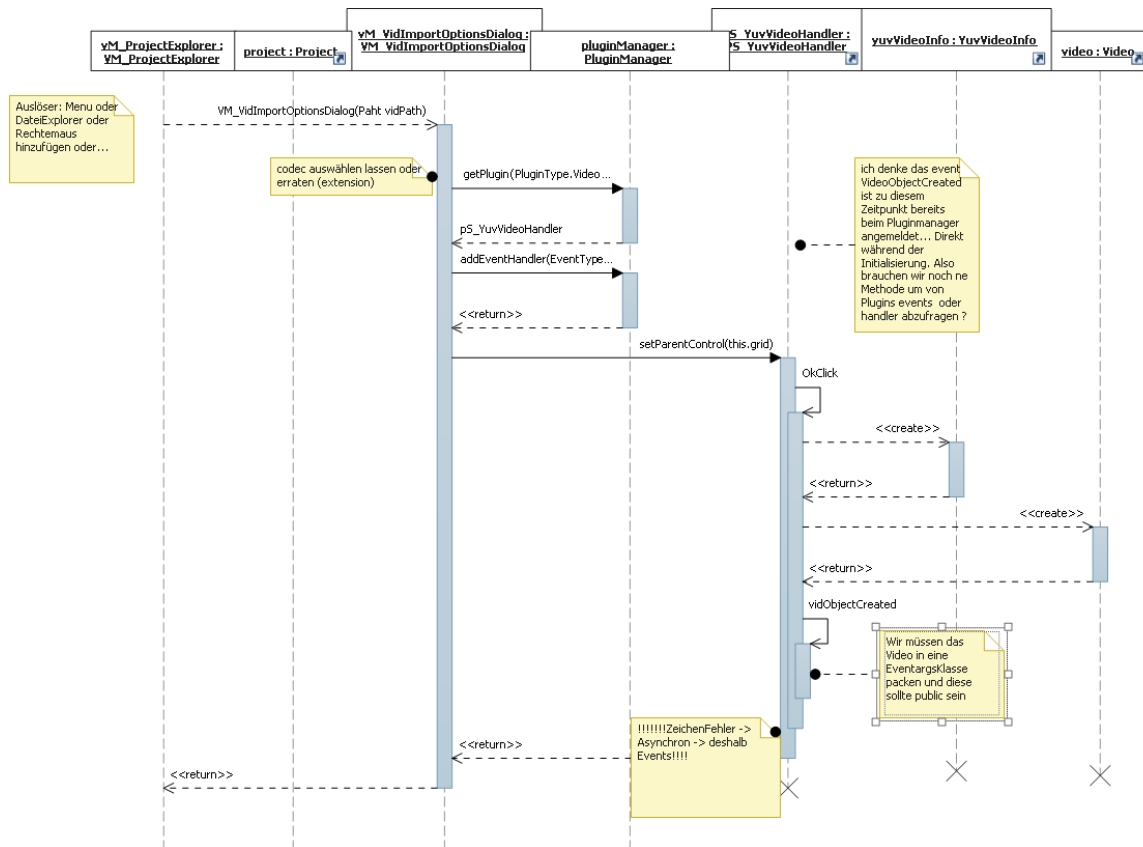 vM_ProjectExplorer :
VM_ProjectExplorer
project : Project
vM_VidImportOptionsDialog :
VM_VidImportOptionsDialog
pluginManager :
PluginManager
PS_YuvVideoHandler :
PS_YuvVideoHandler
yuvVideoInfo : YuvVideoInfo
video : Video
Auslöser: Menu oder
DateiExplorer oder
Rechtemaus
hinzufügen oder...
VM_VidImportOptionsDialog(Paht vidPath)
codec auswählen lassen oder
erraten (extension)
getPlugin(PluginType.Video...
ich denke das event
VideoObjectCreated
ist zu diesem
Zeitpunkt bereits
beim Pluginmanager
angemeldet... Direkt
während der
Initialisierung. Also
brauchen wir noch ne
Methode um von
Plugins events oder
handler abzufragen ?
pS_YuvVideoHandler
addEventHandler(EventType...
<<return>>
setParentControl(this.grid)
OkClick
<<create>>
<<return>>
<<create>>
<<return>>
vidObjectCreated
Wir müssen das
Video in eine
EventargsKlasse
packen und diese
sollte public sein
!!!!!!!ZeichenFehler ->
Asynchron -> deshalb
Events!!!!
<<return>>
<<return>>